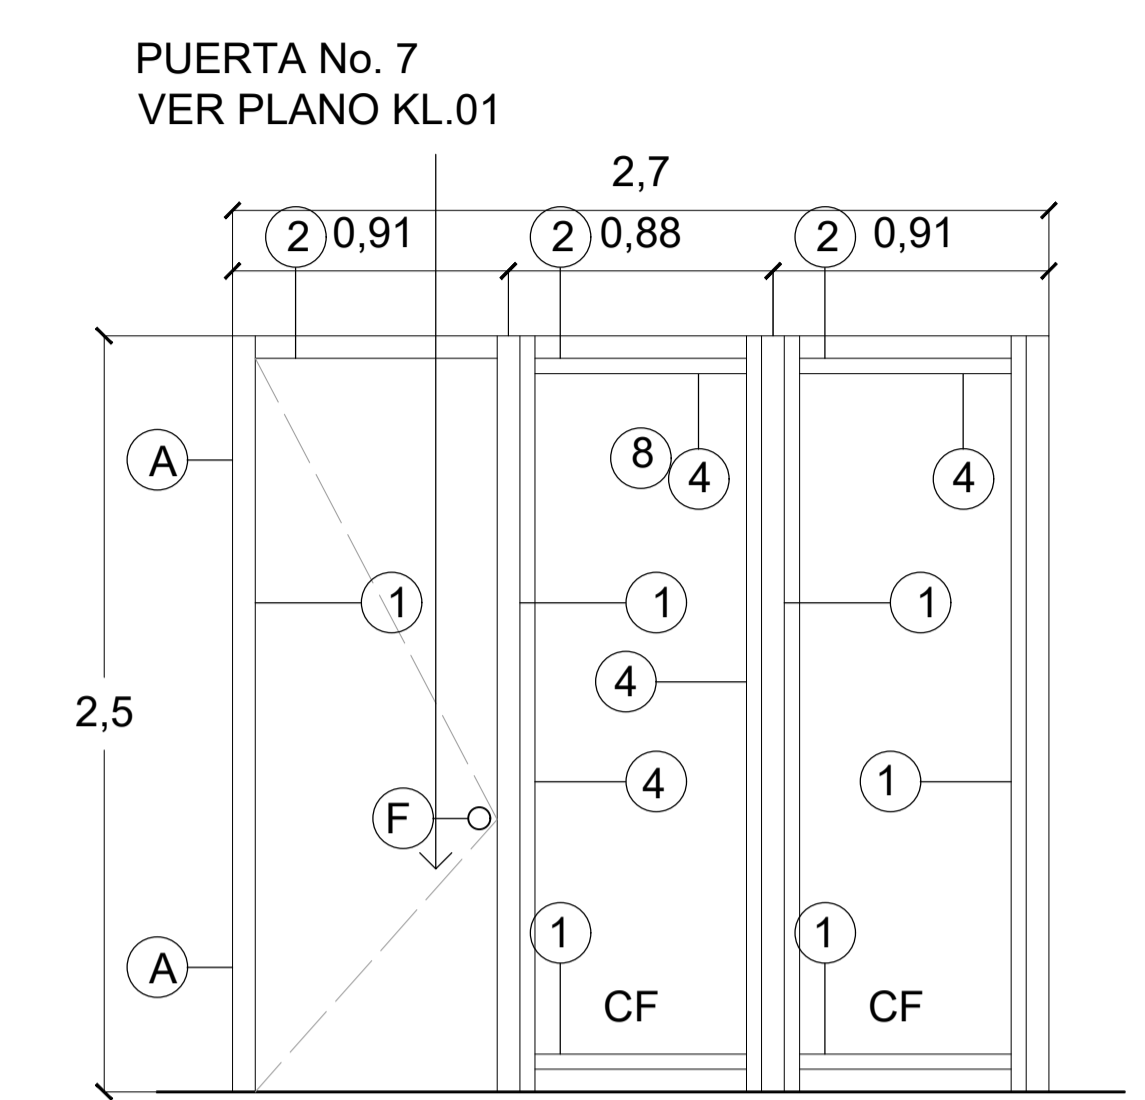 PUERTA No. 7
VER PLANO KL.01
2,7
2 0,91 2 0,88 2 0,91
A
8 4 4
1 1 1
4
2,5
4 1
F
1 1
A
CF CF